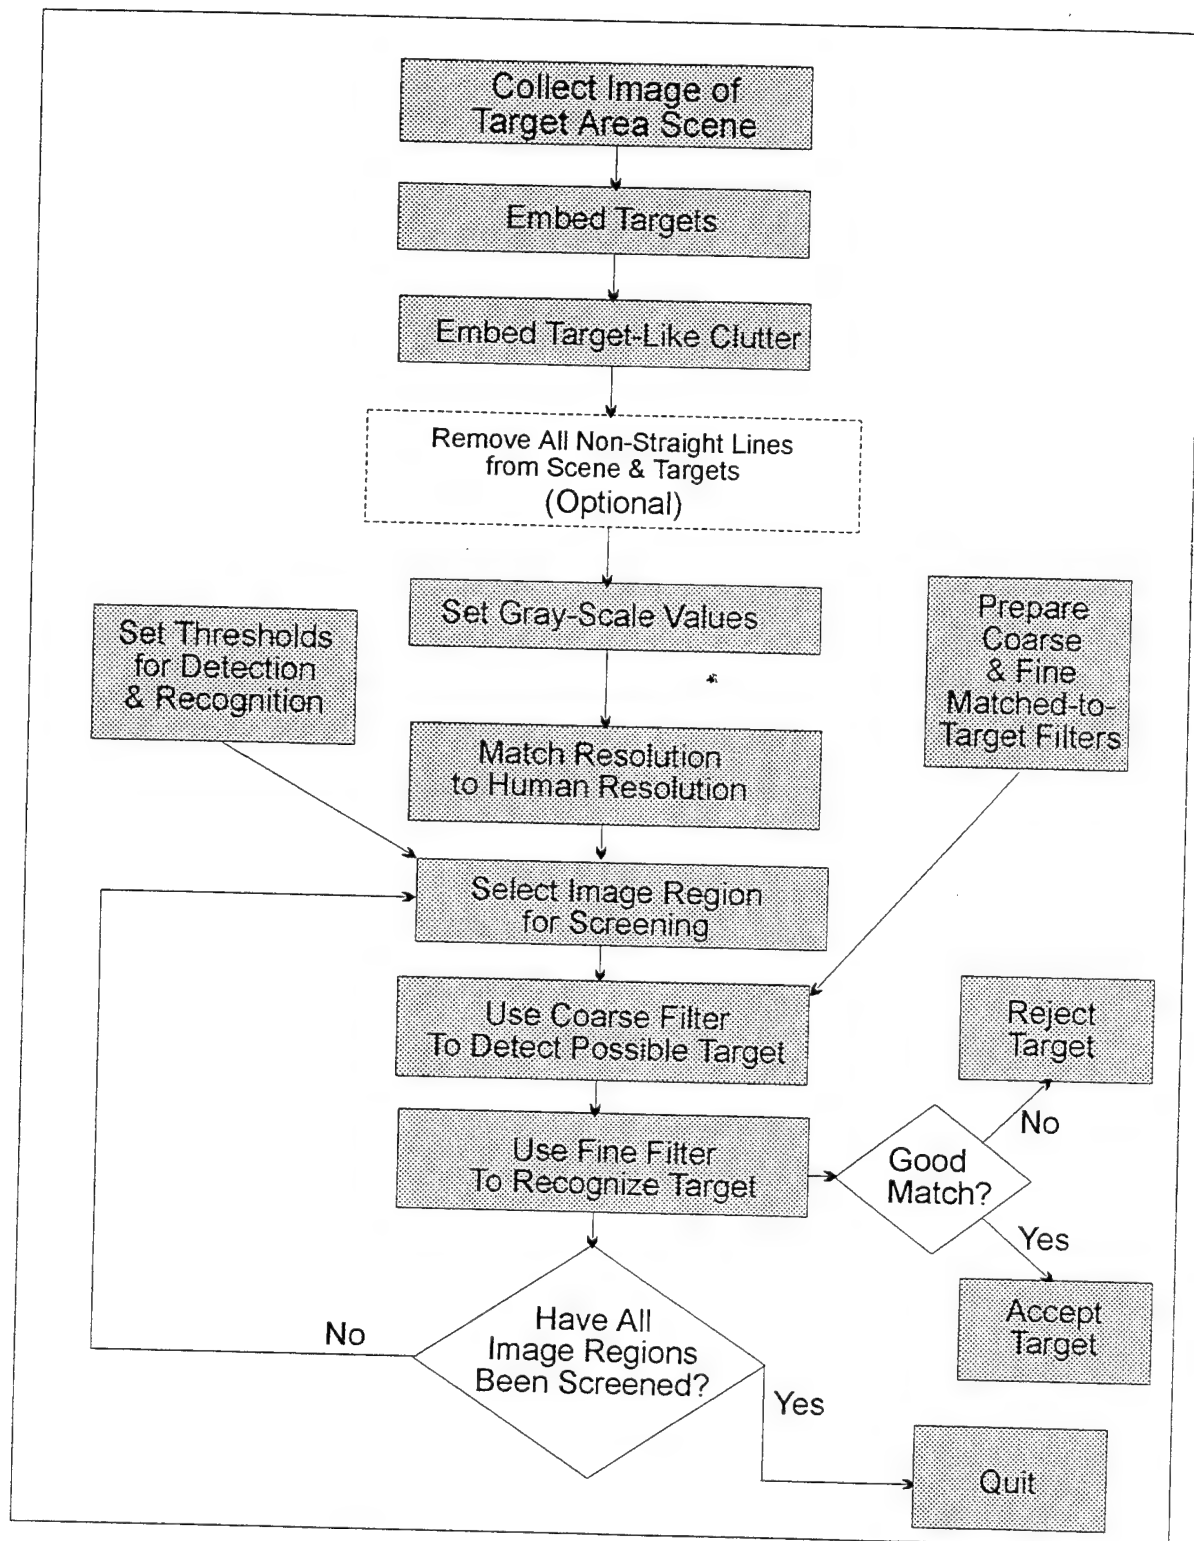 Collect Image of
Target Area Scene
Embed Targets
Embed Target-Like Clutter
Remove All Non-Straight Lines
from Scene & Targets
(Optional)
Set Gray-Scale Values
Set Thresholds
for Detection
& Recognition
Prepare
Coarse
& Fine
Matched-to-
Target Filters
Match Resolution
to Human Resolution
Select Image Region
for Screening
Use Coarse Filter
To Detect Possible Target
Reject
Target
No
Use Fine Filter
To Recognize Target
Good
Match?
Yes
Accept
Target
Have All
Image Regions
Been Screened?
No
Yes
Quit